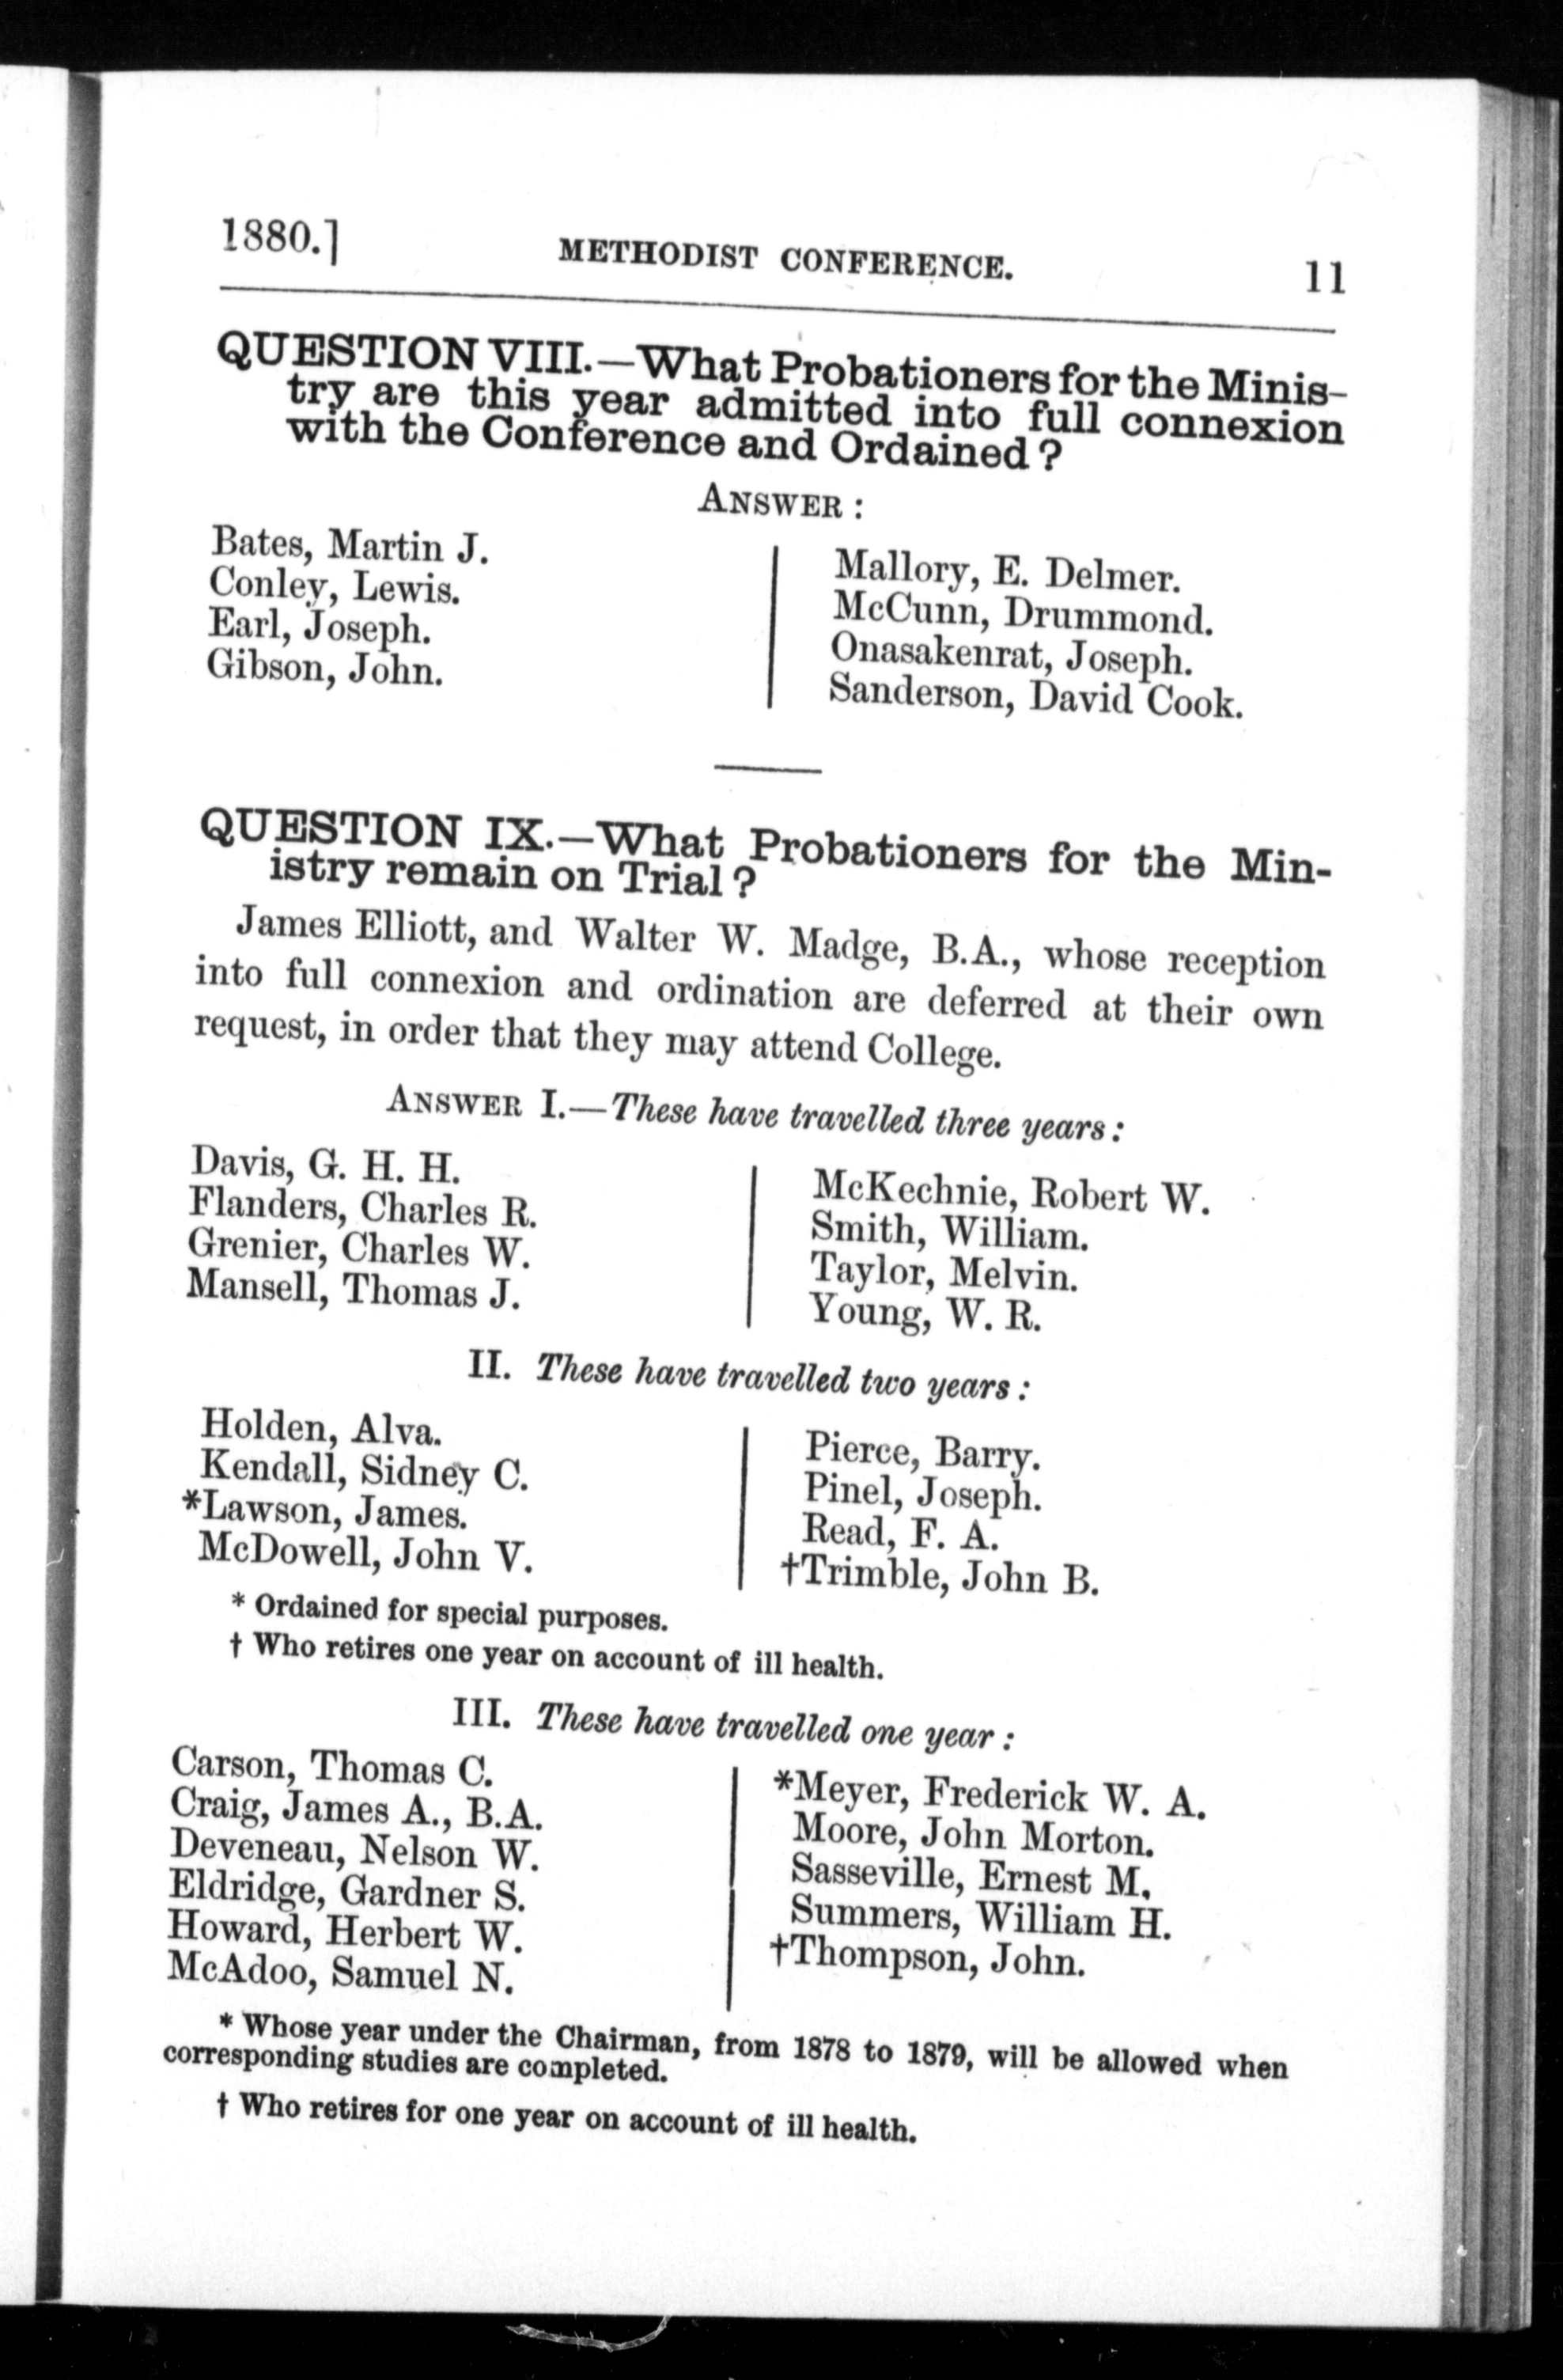 1880.] METHODIST CONFERENCE. 11
QUESTION VIII.—What Probationers for the Minis-
try are this year admitted into full connexion
with the Conference and Ordained?
ANSWER:
Bates, Martin J.
Conley, Lewis.
Earl, Joseph.
Gibson, John.
Mallory, E. Delmer.
McCunn, Drummond.
Onasakenrat, Joseph.
Sanderson, David Cook.
QUESTION IX.—What Probationers for the Min-
istry remain on Trial?
James Elliott, and Walter W. Madge, B.A., whose reception
into full connexion and ordination are deferred at their own
request, in order that they may attend College.
ANSWER I.—These have travelled three years:
Davis, G. H. H.
Flanders, Charles R.
Grenier, Charles W.
Mansell, Thomas J.
McKechnie, Robert W.
Smith, William.
Taylor, Melvin.
Young, W. R.
II. These have travelled two years:
Holden, Alva.
Kendall, Sidney C.
*Lawson, James.
McDowell, John V.
Pierce, Barry.
Pinel, Joseph.
Read, F. A.
†Trimble, John B.
* Ordained for special purposes.
† Who retires one year on account of ill health.
III. These have travelled one year:
Carson, Thomas C.
Craig, James A., B.A.
Deveneau, Nelson W.
Eldridge, Gardner S.
Howard, Herbert W.
McAdoo, Samuel N.
*Meyer, Frederick W. A.
Moore, John Morton.
Sasseville, Ernest M.
Summers, William H.
†Thompson, John.
* Whose year under the Chairman, from 1878 to 1879, will be allowed when
corresponding studies are completed.
† Who retires for one year on account of ill health.